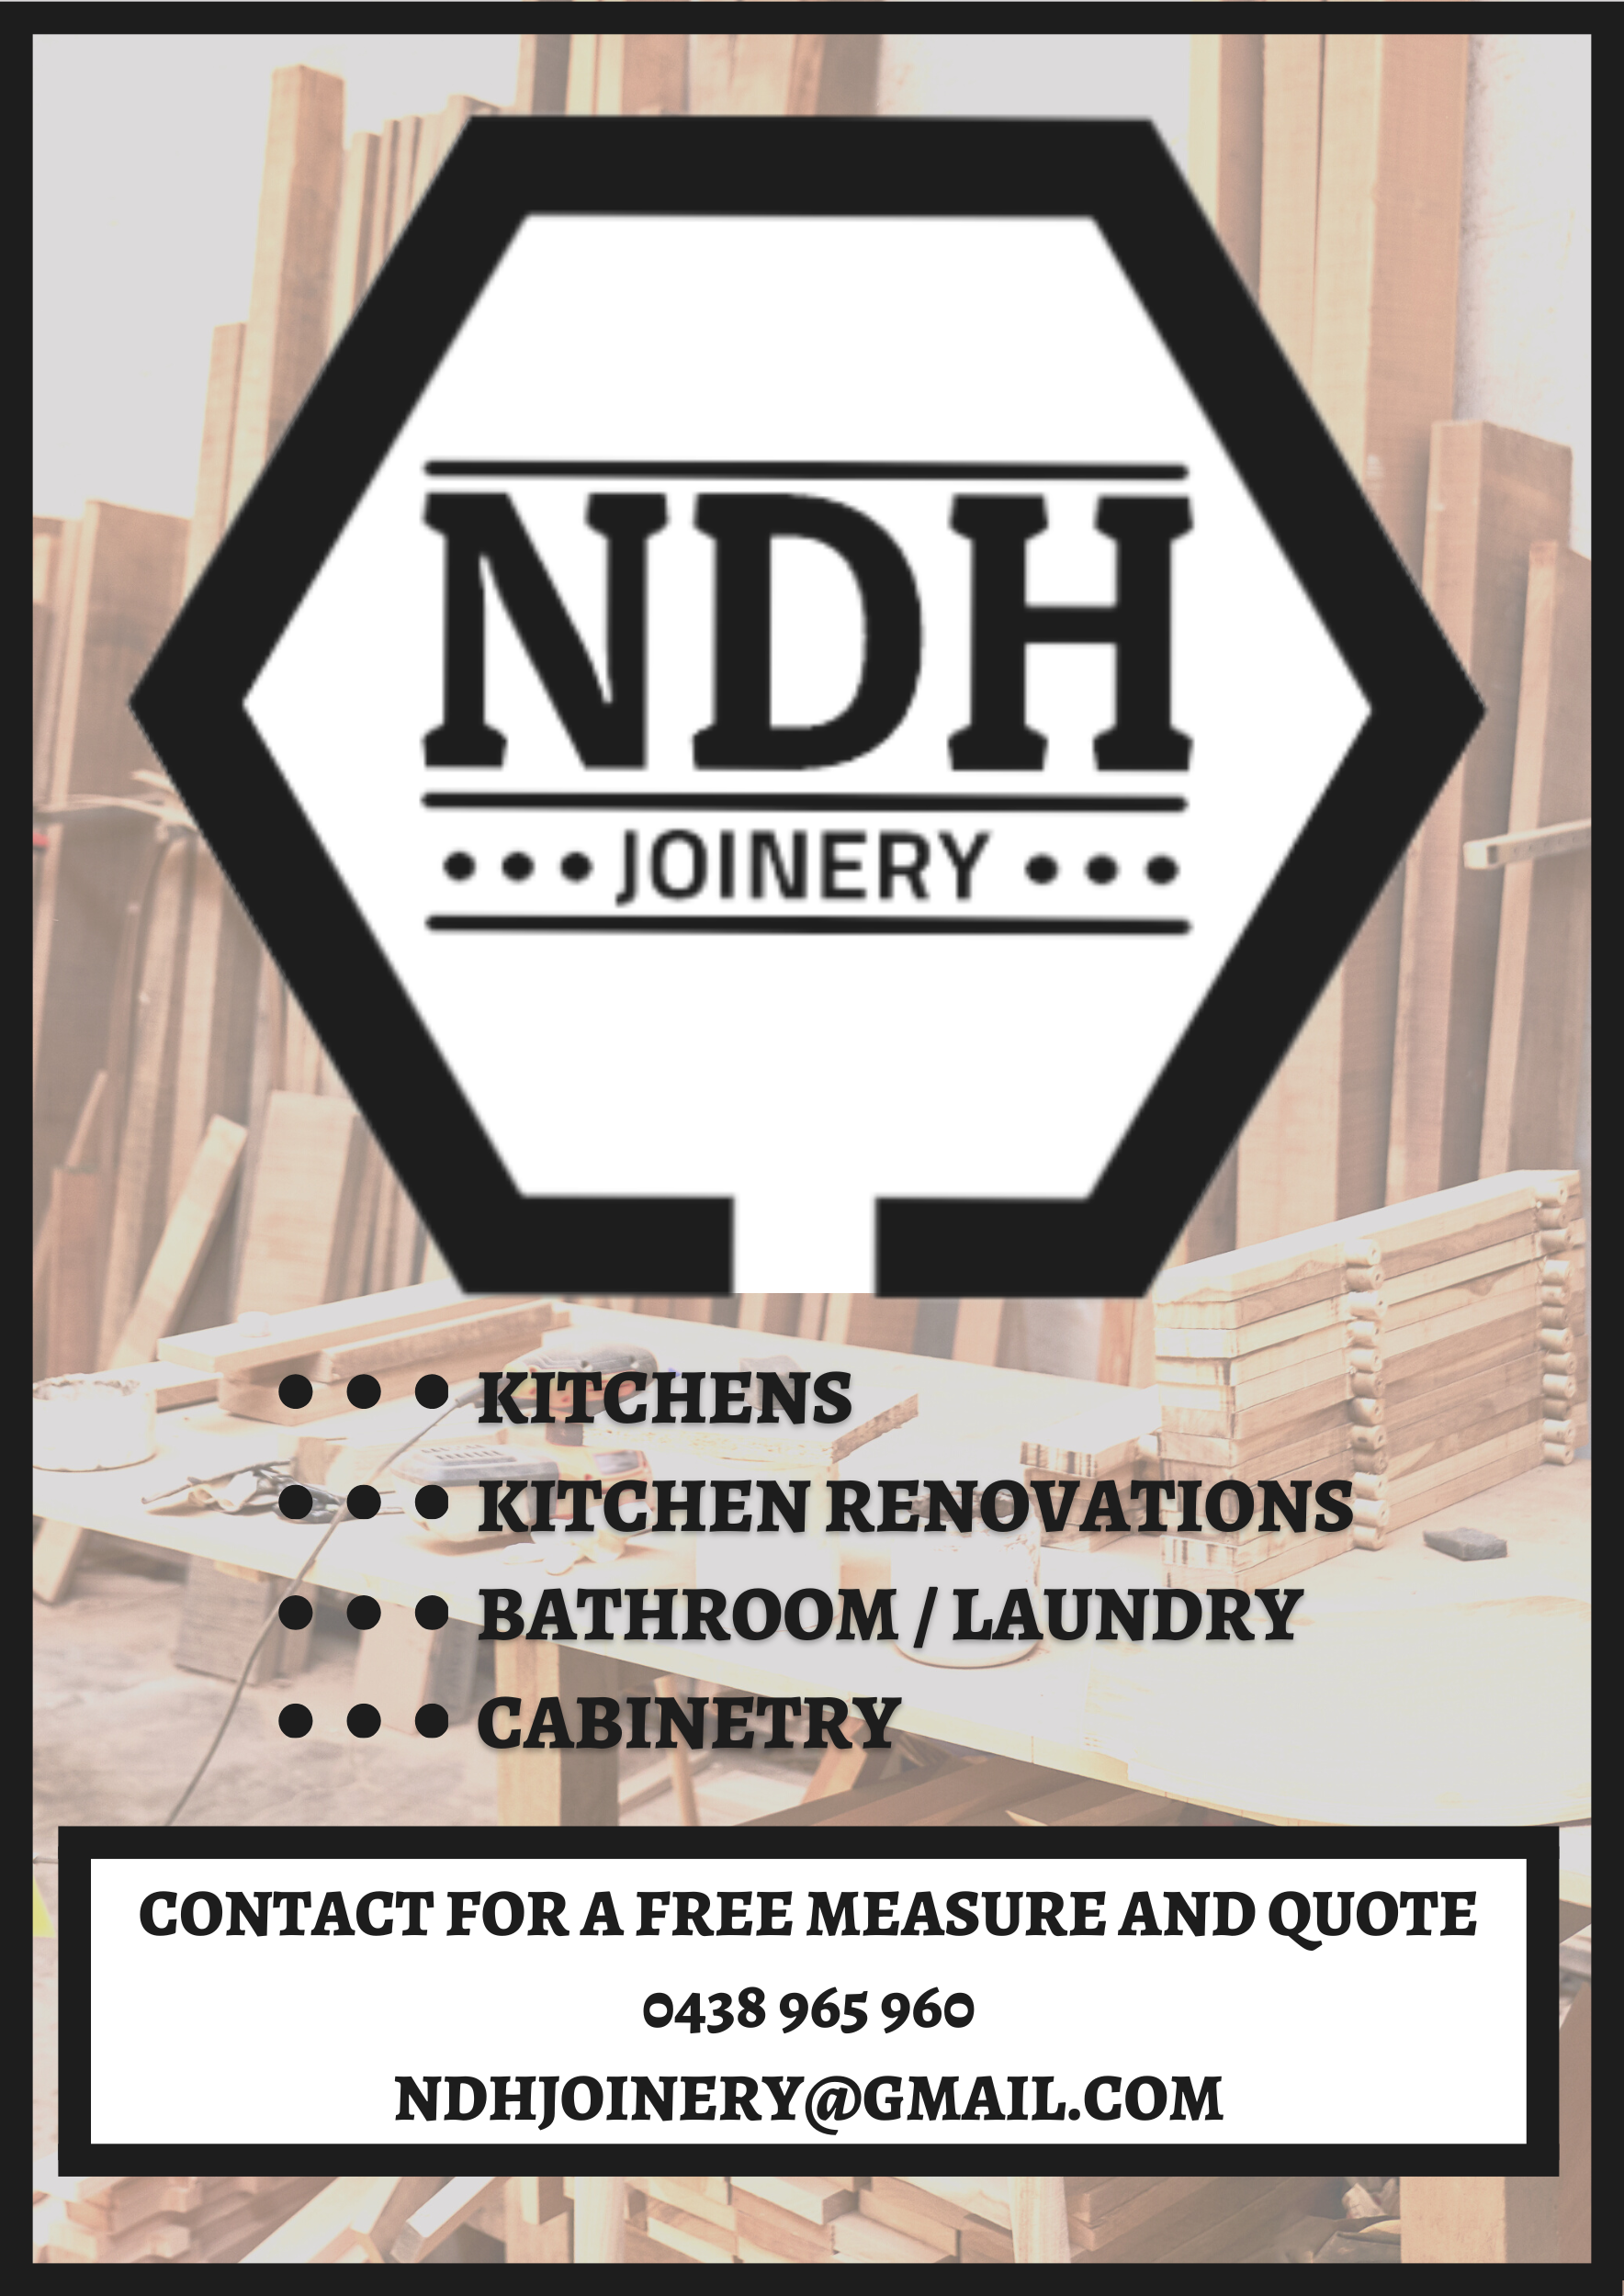 NDH
•••JOINERY•••
••• KITCHENS
••• KITCHEN RENOVATIONS
••• BATHROOM / LAUNDRY
••• CABINETRY
CONTACT FOR A FREE MEASURE AND QUOTE
0438 965 960
NDHJOINERY@GMAIL.COM